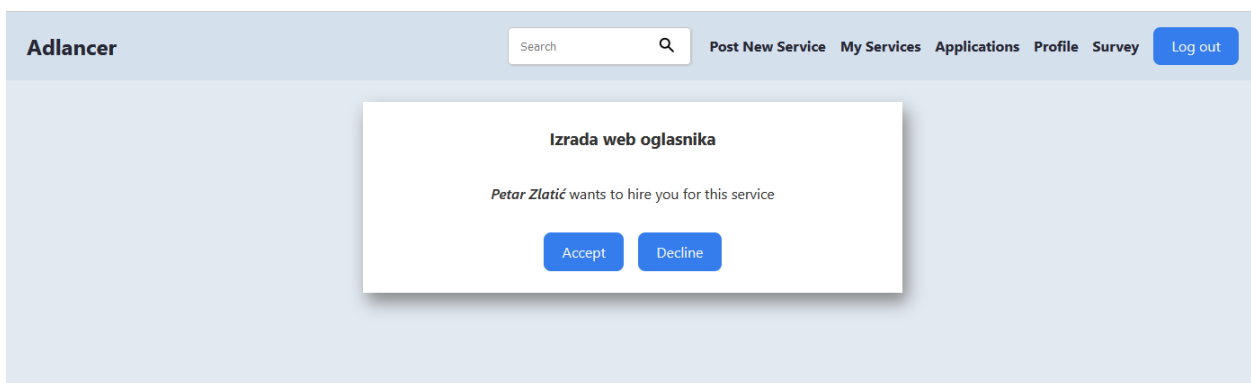 Adlancer
Search
Post New Service My Services Applications Profile Survey Log out
Izrada web oglasnika
Petar Zlatić wants to hire you for this service
Accept Decline